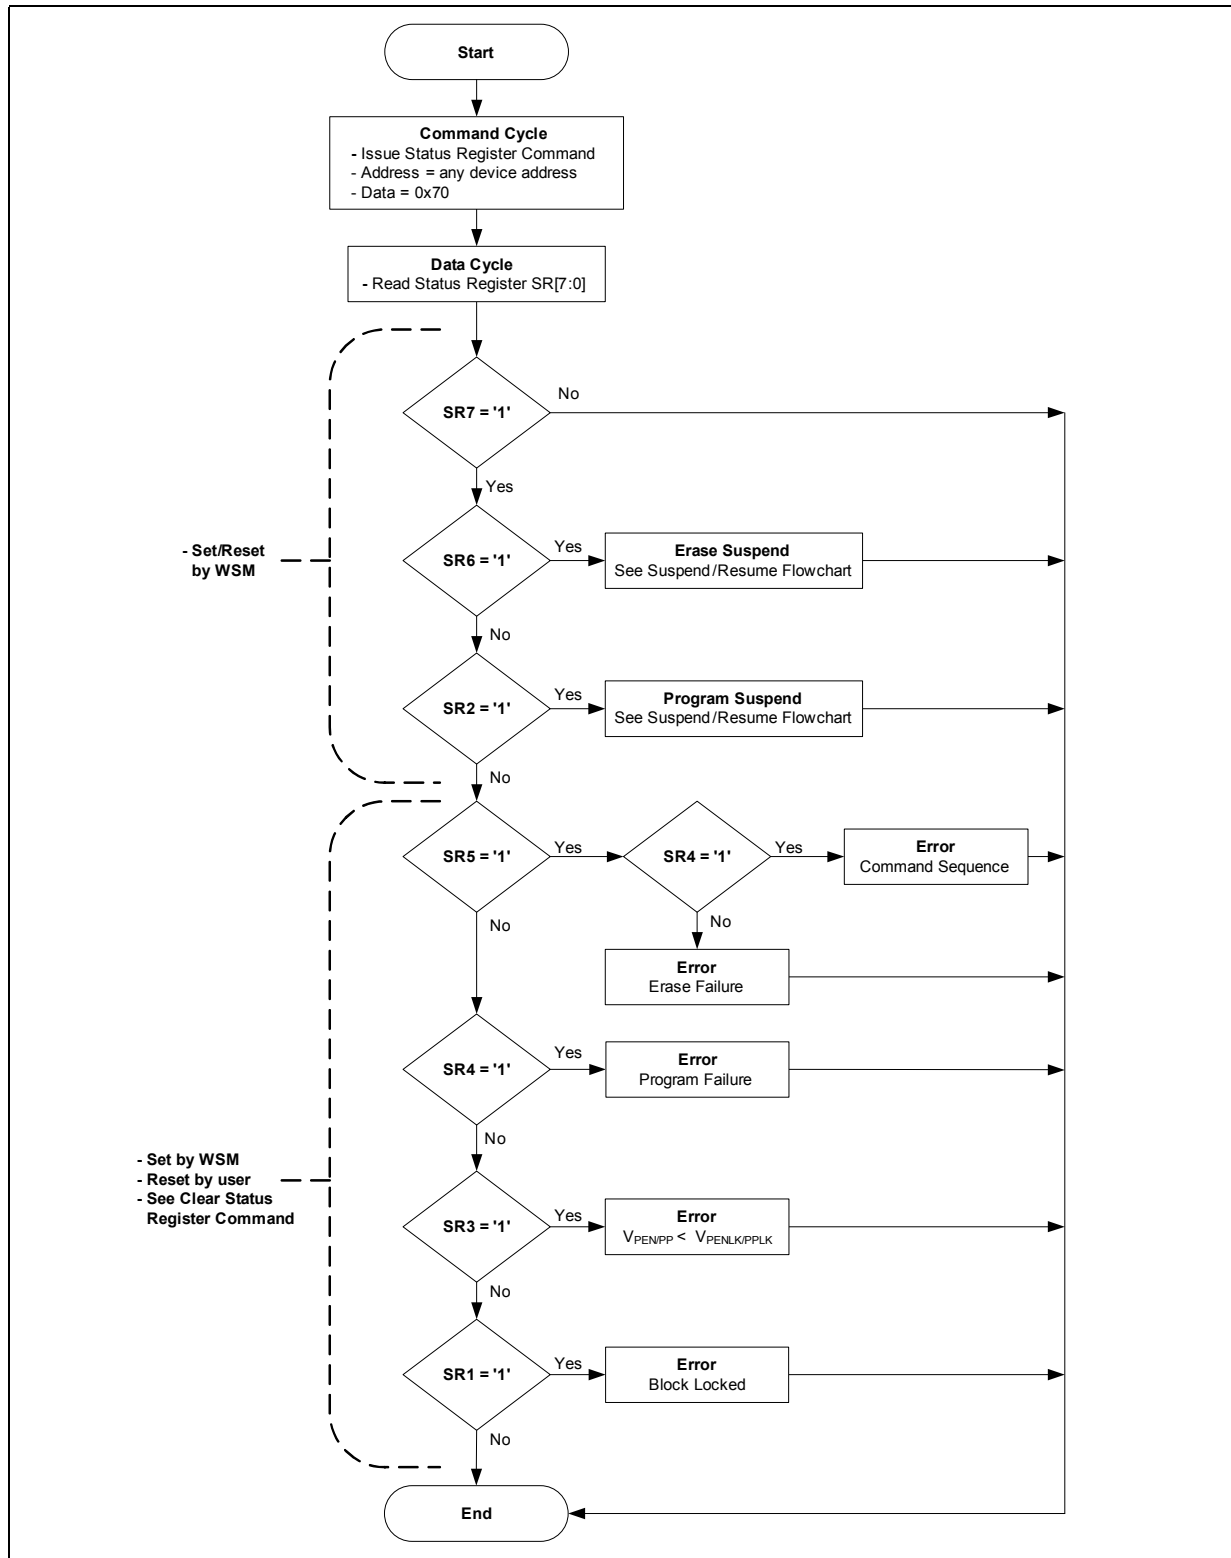 Start
Command Cycle
- Issue Status Register Command
- Address = any device address
- Data = 0x70
Data Cycle
- Read Status Register SR[7:0]
SR7 = '1'
No
Yes
- Set/Reset
by WSM
SR6 = '1'
Yes
Erase Suspend
See Suspend/Resume Flowchart
No
SR2 = '1'
Yes
Program Suspend
See Suspend/Resume Flowchart
No
SR5 = '1'
Yes
SR4 = '1'
Yes
Error
Command Sequence
No
No
Error
Erase Failure
SR4 = '1'
Yes
Error
Program Failure
No
- Set by WSM
- Reset by user
- See Clear Status
Register Command
SR3 = '1'
Yes
Error
VPEN/PP < VPENLK/PPLK
No
SR1 = '1'
Yes
Error
Block Locked
No
End